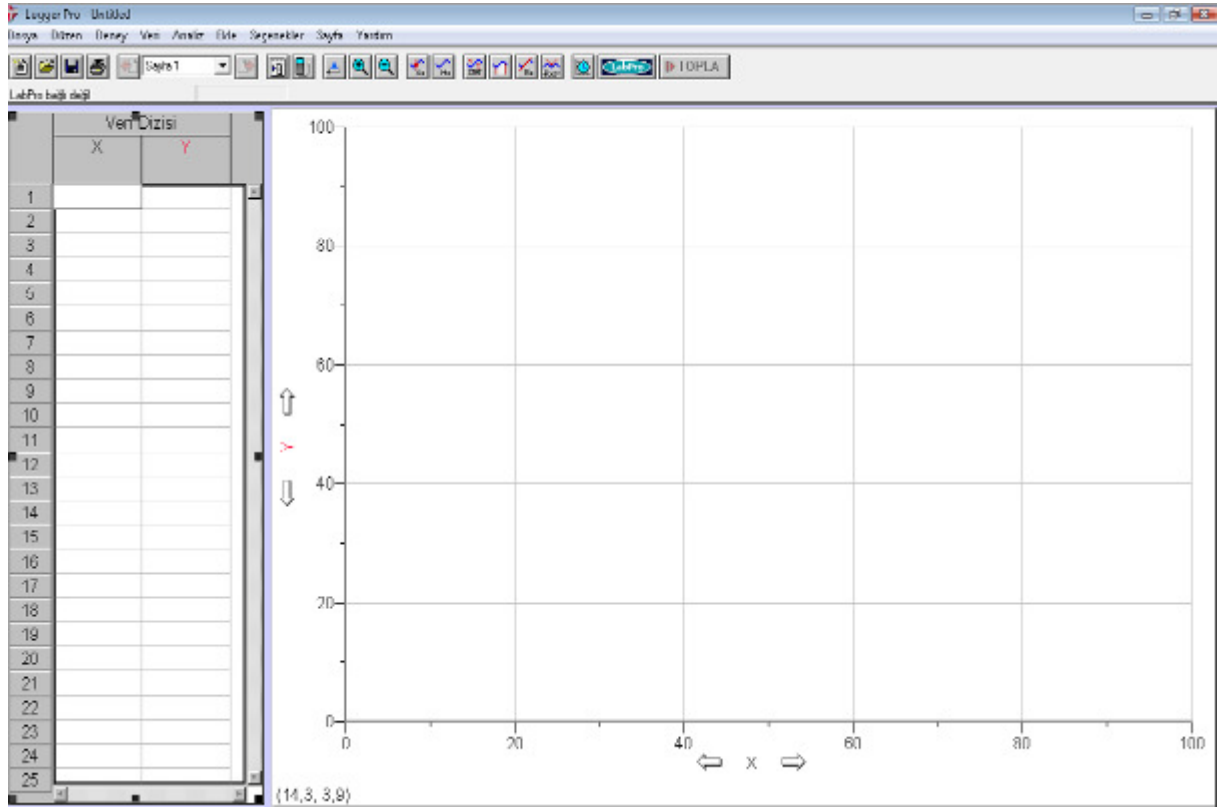 Logger Pro - Untitled
Dosya Düzen Deney Veri Analiz Ekle Seçenekler Sayfa Yardım
Sayfa 1
LabPro
TOPLA
LabPro bağlı değil
Veri Dizisi
X Y
1
2
3
4
5
6
7
8
9
10
11
12
13
14
15
16
17
18
19
20
21
22
23
24
25
100
80
60
Y
40
20
0
0 20 40 60 80 100
X
(14,3, 3,9)